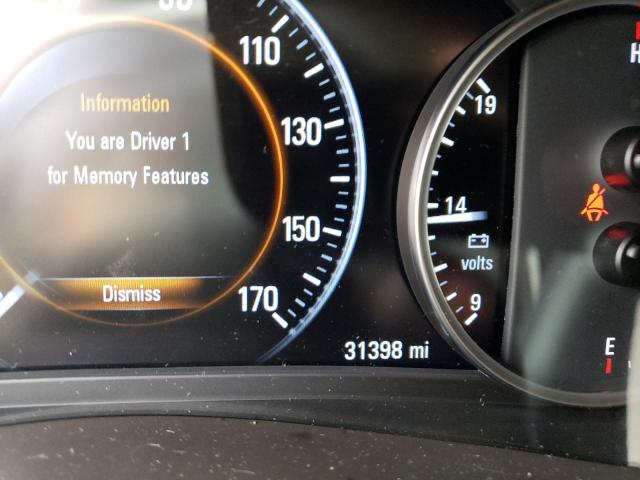 110
Information
You are Driver 1
for Memory Features
130
150
Dismiss
170
31398 mi
19
14
volts
9
H
E